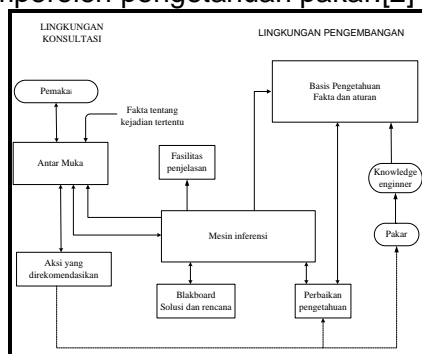 memperoleh pengetahuan pakar.[2]
LINGKUNGAN
KONSULTASI
LINGKUNGAN PENGEMBANGAN
Pemakai
Fakta tentang
kejadian tertentu
Basis Pengetahuan
Fakta dan aturan
Antar Muka
Fasilitas
penjelasan
Knowledge
enginner
Mesin inferensi
Pakar
Aksi yang
direkomendasikan
Blakboard
Solusi dan rencana
Perbaikan
pengetahuan